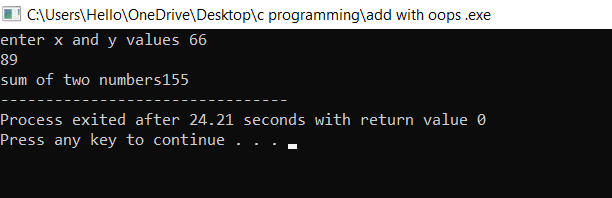 C:\Users\Hello\OneDrive\Desktop\c programming\add with oops .exe
enter x and y values 66
89
sum of two numbers155
--------------------------------
Process exited after 24.21 seconds with return value 0
Press any key to continue . . .